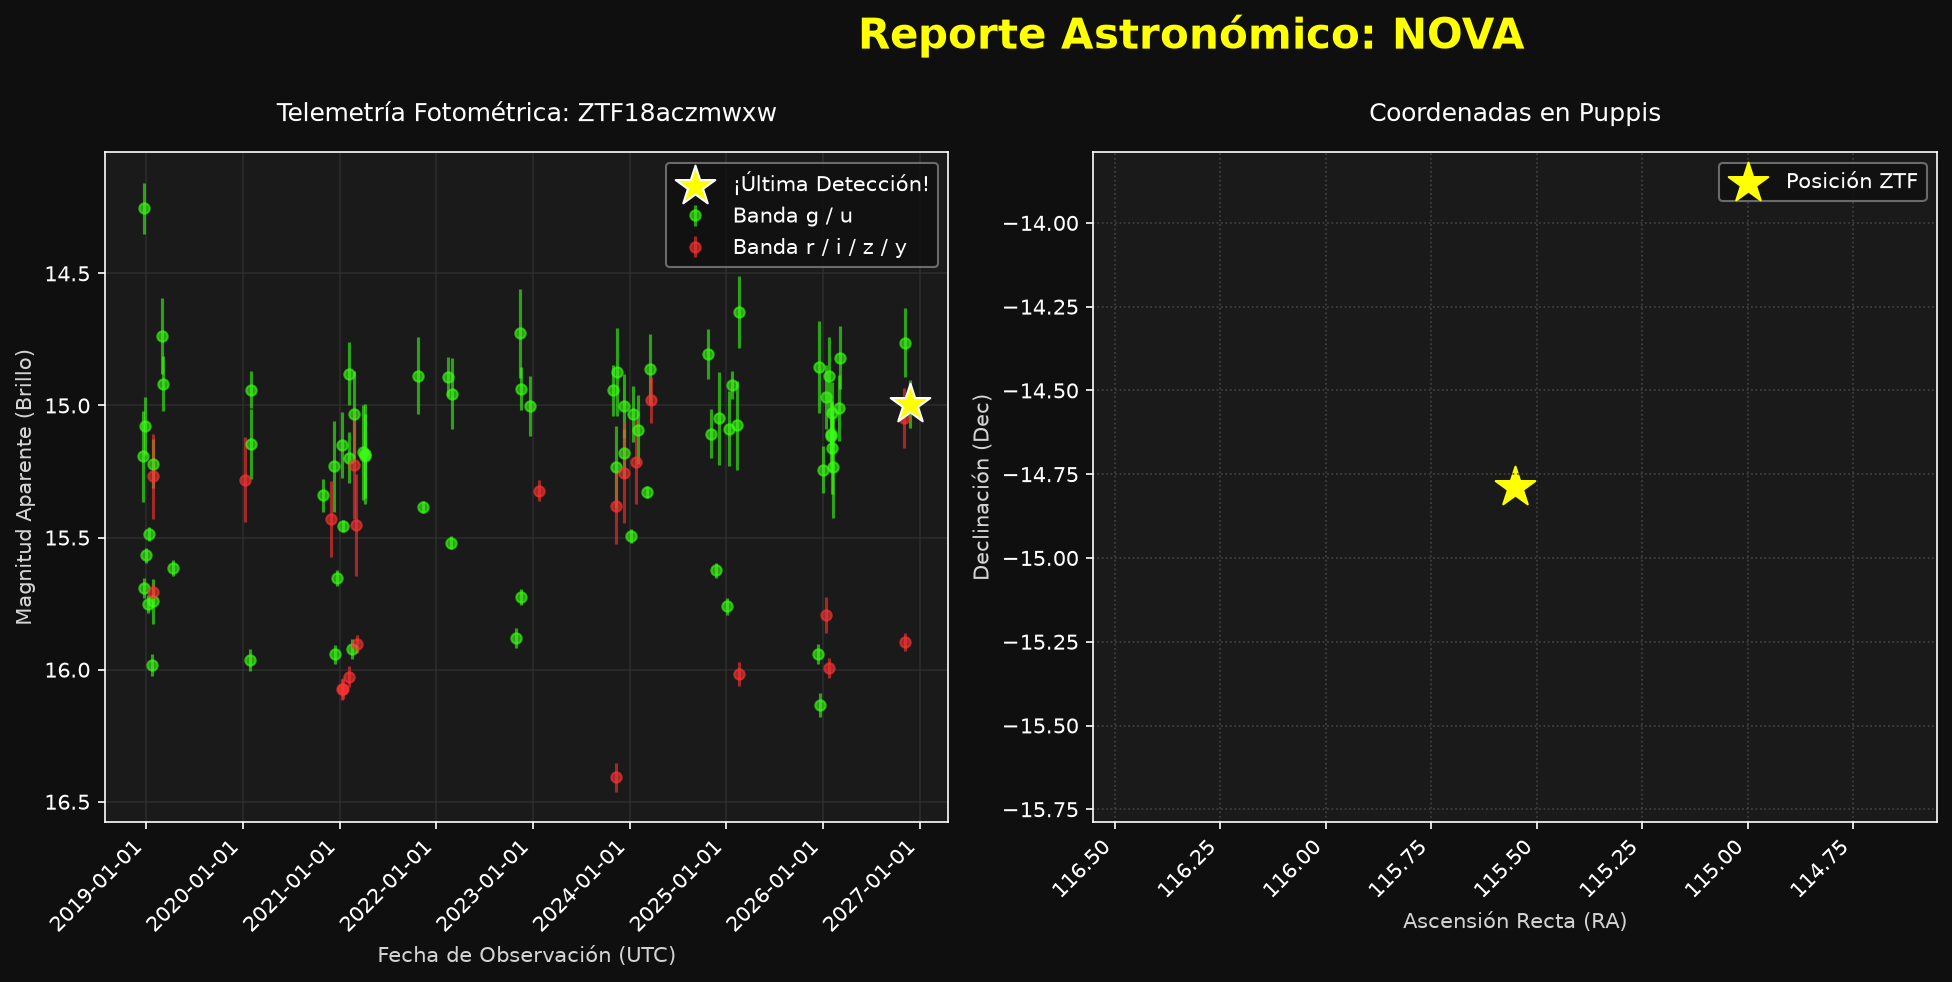 Reporte Astronómico: NOVA
Telemetría Fotométrica: ZTF18aczmwxw
¡Última Detección!
Banda g / u
Banda r / i / z / y
Magnitud Aparente (Brillo)
14.5
15.0
15.5
16.0
16.5
2019-01-01
2020-01-01
2021-01-01
2022-01-01
2023-01-01
2024-01-01
2025-01-01
2026-01-01
2027-01-01
Fecha de Observación (UTC)
Coordenadas en Puppis
Posición ZTF
Declinación (Dec)
−14.00
−14.25
−14.50
−14.75
−15.00
−15.25
−15.50
−15.75
116.50
116.25
116.00
115.75
115.50
115.25
115.00
114.75
Ascensión Recta (RA)